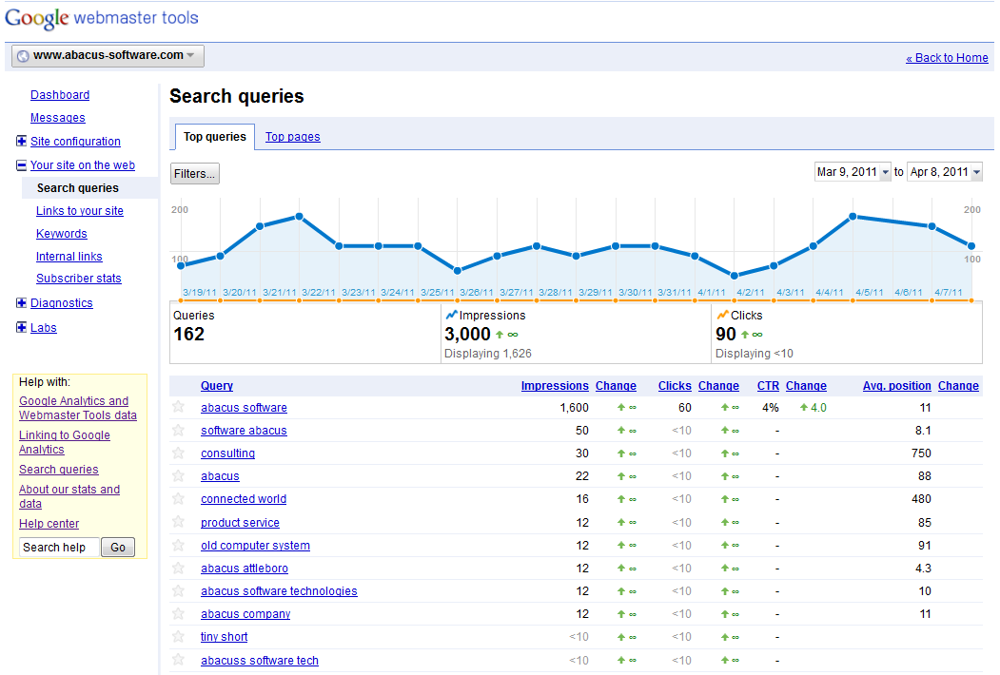 Google webmaster tools
www.abacus-software.com
« Back to Home
Dashboard
Messages
Site configuration
Your site on the web
Search queries
Links to your site
Keywords
Internal links
Subscriber stats
Diagnostics
Labs
Help with:
Google Analytics and
Webmaster Tools data
Linking to Google
Analytics
Search queries
About our stats and
data
Help center
Search help Go
Search queries
Top queries Top pages
Filters... Mar 9, 2011 to Apr 8, 2011
200 200
100 100
3/19/11 3/20/11 3/21/11 3/22/11 3/23/11 3/24/11 3/25/11 3/26/11 3/27/11 3/28/11 3/29/11 3/30/11 3/31/11 4/1/11 4/2/11 4/3/11 4/4/11 4/5/11 4/6/11 4/7/11
Queries Impressions Clicks
162 3,000 ∞ 90 ∞
Displaying 1,626 Displaying <10
Query Impressions Change Clicks Change CTR Change Avg. position Change
abacus software 1,600 ∞ 60 ∞ 4% 4.0 11
software abacus 50 ∞ <10 ∞ - 8.1
consulting 30 ∞ <10 ∞ - 750
abacus 22 ∞ <10 ∞ - 88
connected world 16 ∞ <10 ∞ - 480
product service 12 ∞ <10 ∞ - 85
old computer system 12 ∞ <10 ∞ - 91
abacus attleboro 12 ∞ <10 ∞ - 4.3
abacus software technologies 12 ∞ <10 ∞ - 10
abacus company 12 ∞ <10 ∞ - 11
tiny short <10 ∞ <10 ∞ -
abacuss software tech <10 ∞ <10 ∞ -